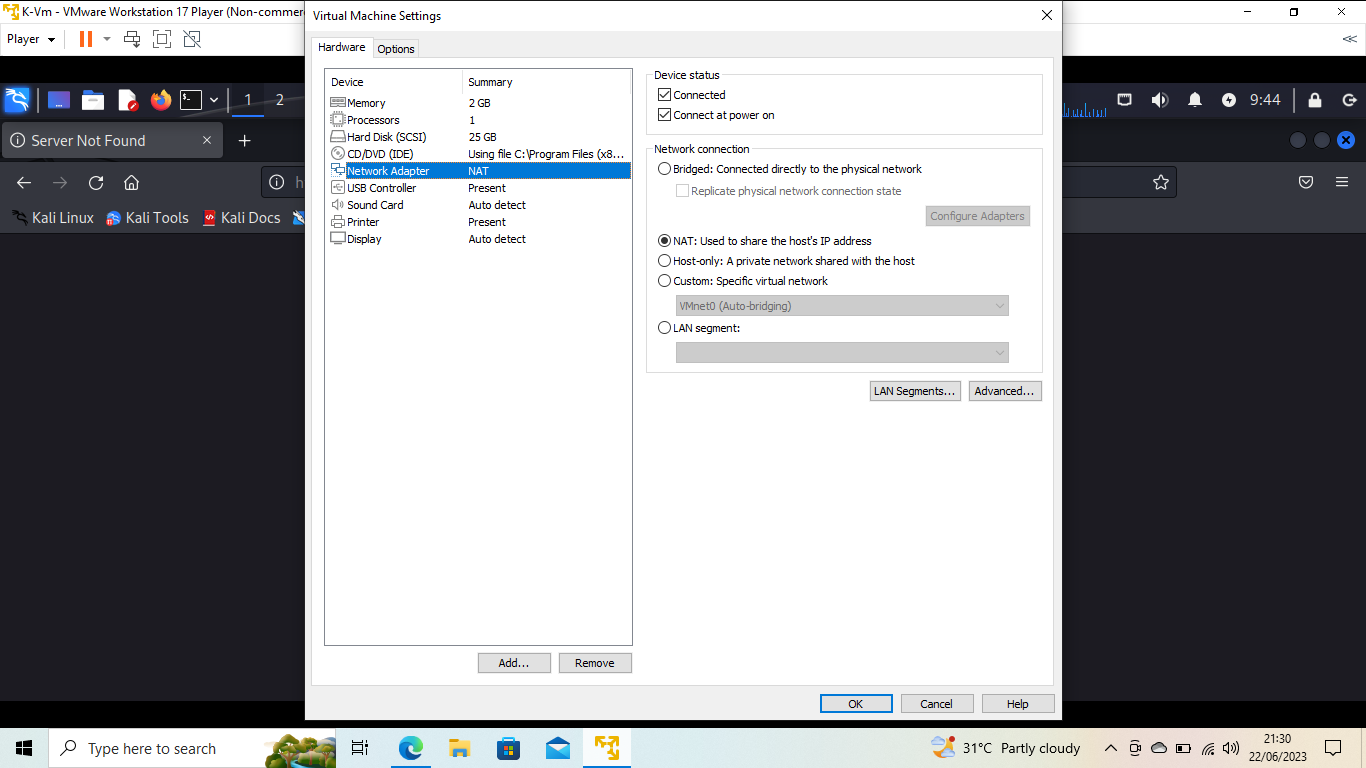 K-Vm - VMware Workstation 17 Player (Non-commer
Player
Virtual Machine Settings
Hardware
Options
Device Summary
Memory 2 GB
Processors 1
Hard Disk (SCSI) 25 GB
CD/DVD (IDE) Using file C:\Program Files (x8...
Network Adapter NAT
USB Controller Present
Sound Card Auto detect
Printer Present
Display Auto detect
Add...
Remove
Device status
Connected
Connect at power on
Network connection
Bridged: Connected directly to the physical network
Replicate physical network connection state
Configure Adapters
NAT: Used to share the host's IP address
Host-only: A private network shared with the host
Custom: Specific virtual network
VMnet0 (Auto-bridging)
LAN segment:
LAN Segments...
Advanced...
OK
Cancel
Help
1
2
9:44
Server Not Found
h
Kali Linux
Kali Tools
Kali Docs
Type here to search
31°C Partly cloudy
21:30
22/06/2023